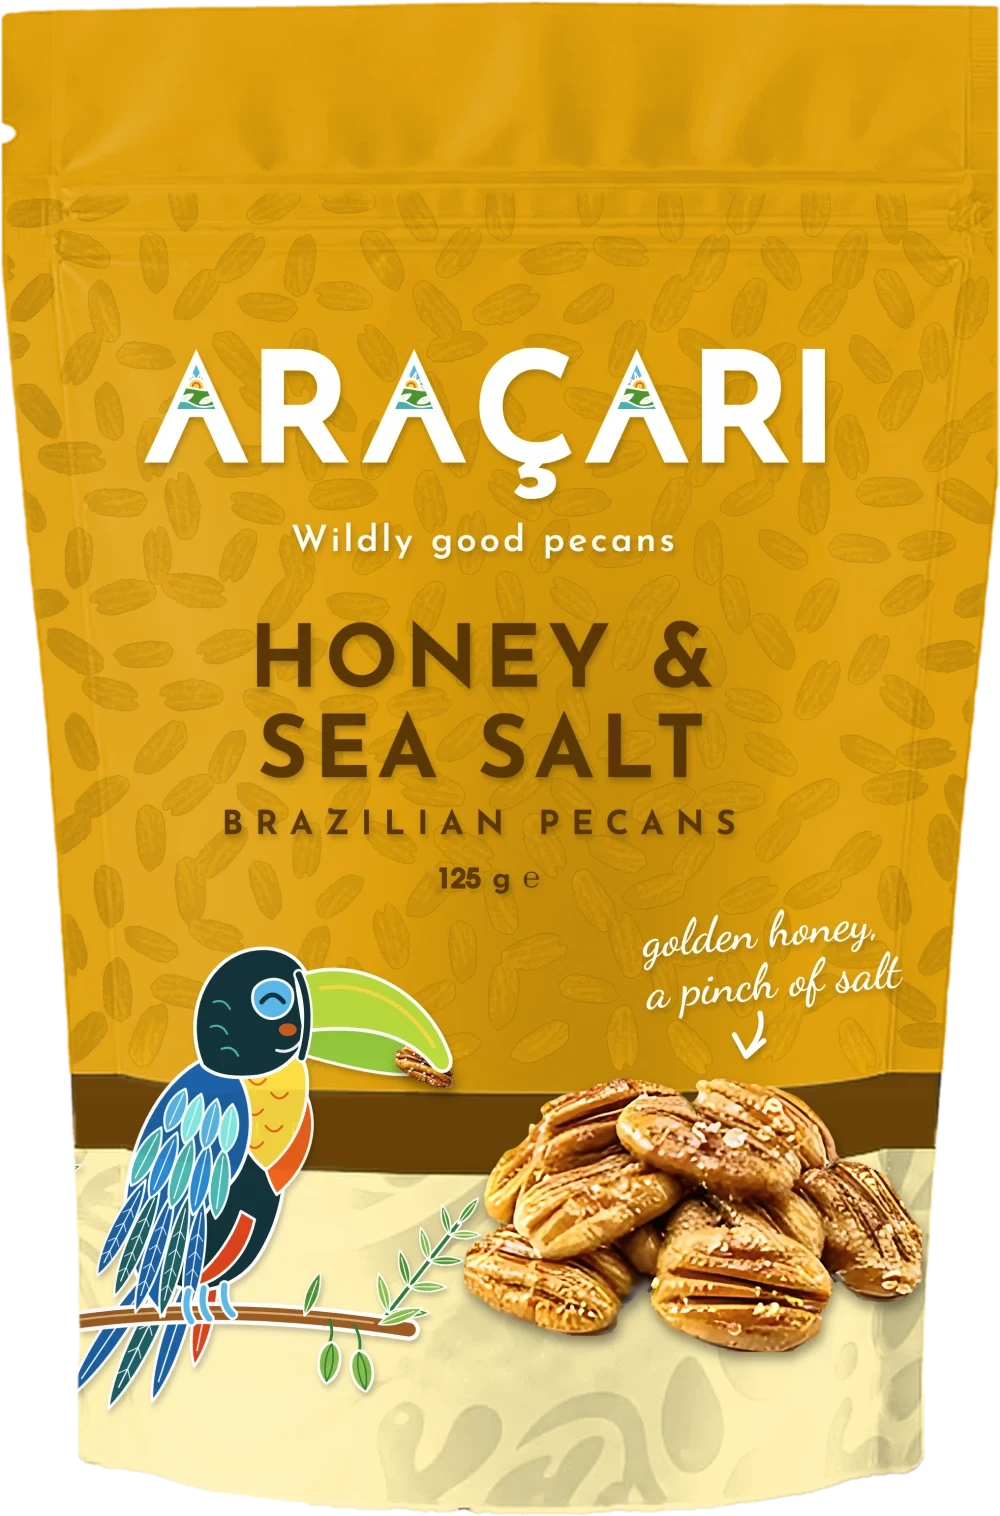 ARAÇARI
Wildly good pecans
HONEY &
SEA SALT
BRAZILIAN PECANS
125 g ℮
golden honey,
a pinch of salt